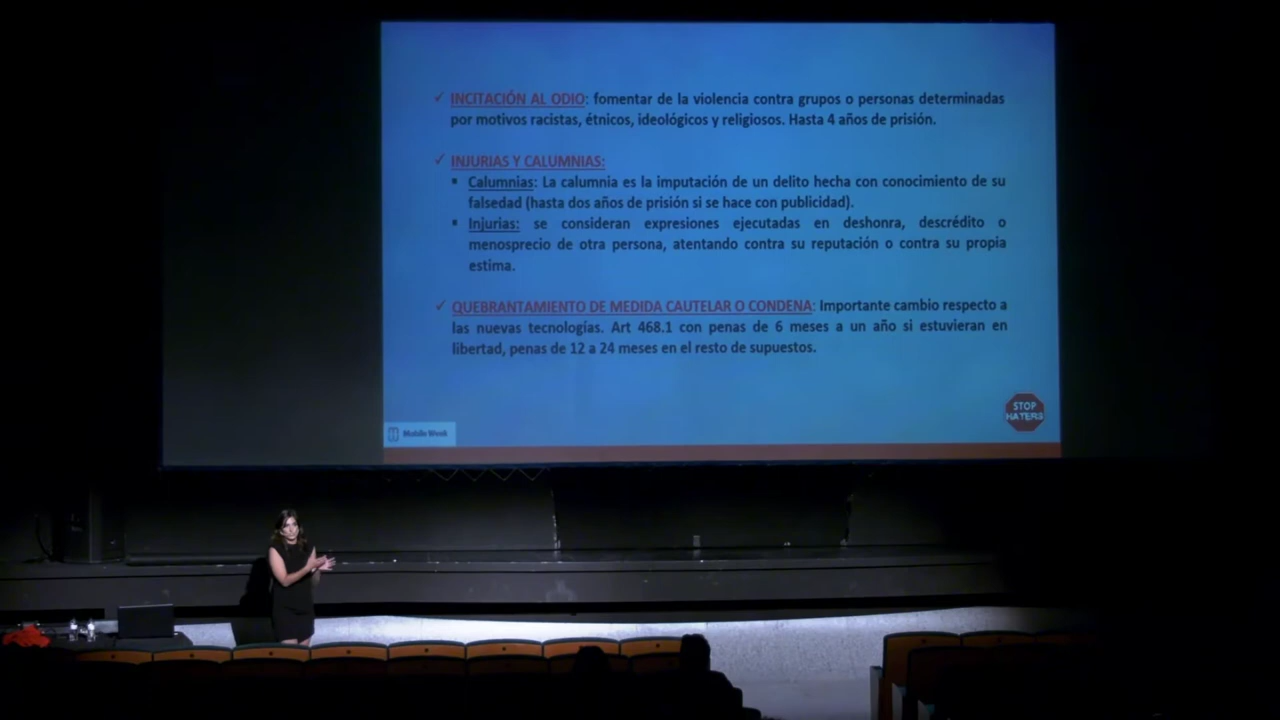 ✓ INCITACIÓN AL ODIO: fomentar de la violencia contra grupos o personas determinadas
por motivos racistas, étnicos, ideológicos y religiosos. Hasta 4 años de prisión.
✓ INJURIAS Y CALUMNIAS:
▪ Calumnias: La calumnia es la imputación de un delito hecha con conocimiento de su
falsedad (hasta dos años de prisión si se hace con publicidad).
▪ Injurias: se consideran expresiones ejecutadas en deshonra, descrédito o
menosprecio de otra persona, atentando contra su reputación o contra su propia
estima.
✓ QUEBRANTAMIENTO DE MEDIDA CAUTELAR O CONDENA: Importante cambio respecto a
las nuevas tecnologías. Art 468.1 con penas de 6 meses a un año si estuvieran en
libertad, penas de 12 a 24 meses en el resto de supuestos.
STOP
HATERS
Mobile Week